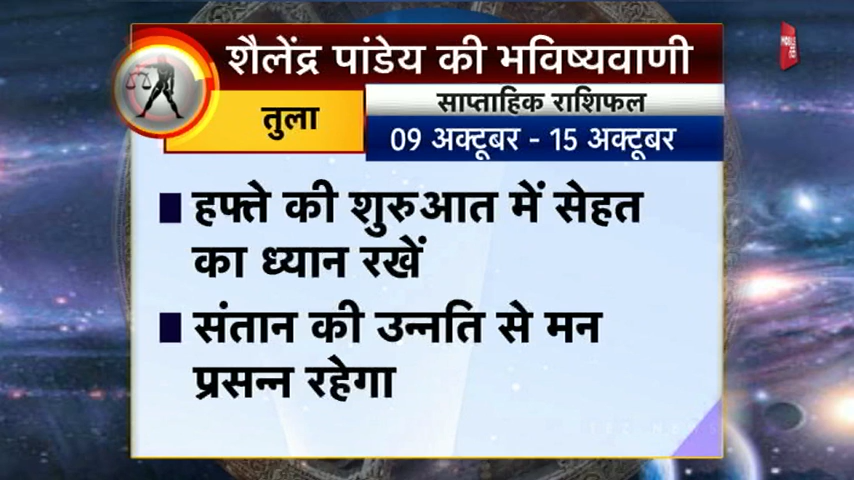 शैलेंद्र पांडेय की भविष्यवाणी
तुला
साप्ताहिक राशिफल
09 अक्टूबर - 15 अक्टूबर
हफ्ते की शुरुआत में सेहत
का ध्यान रखें
संतान की उन्नति से मन
प्रसन्न रहेगा